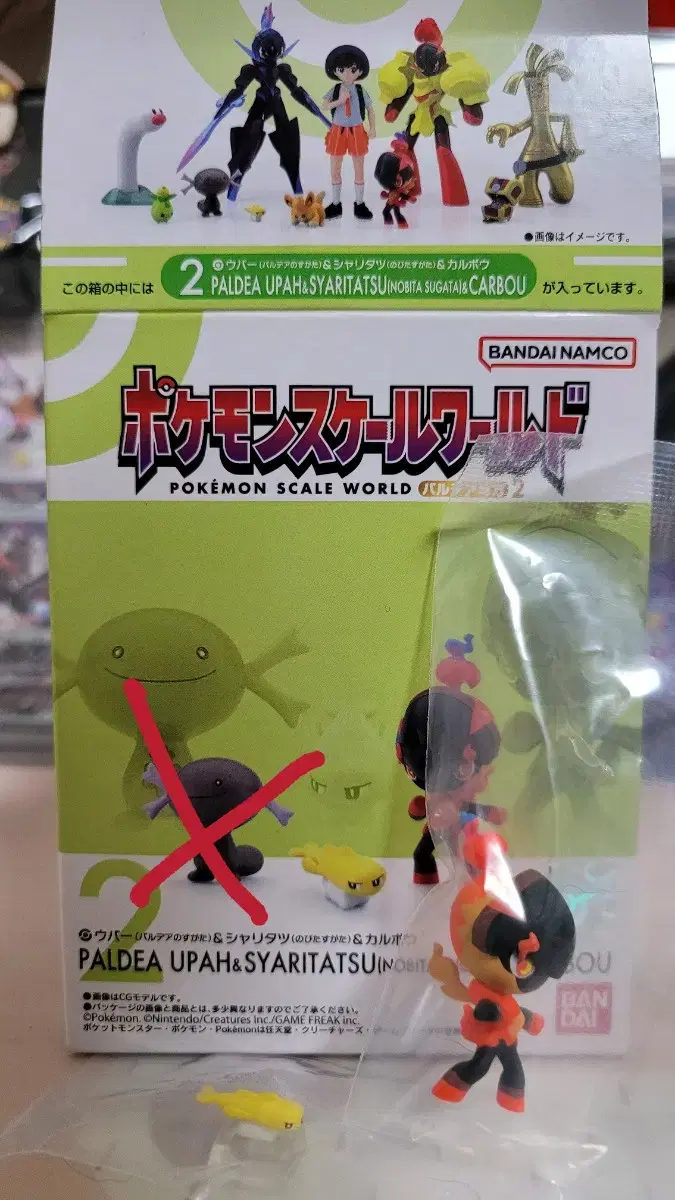 ●画像はイメージです。
この箱の中には
2
ウパー(パルデアのすがた)&シャリタツ(のびたすがた)&カルボウ
PALDEA UPAH&SYARITATSU(NOBITA SUGATA)&CARBOU
が入っています。
BANDAI NAMCO
ポケモンスケールワールド
POKÉMON SCALE WORLD
2
2
ウパー(パルデアのすがた)&シャリタツ(のびたすがた)&カルボウ
PALDEA UPAH&SYARITATSU(NOBITA
BOU
●画像はCGモデルです。
●パッケージの画像と商品とは、多少異なりますのでご了承ください。
©Pokémon. ©Nintendo/Creatures Inc./GAME FREAK inc.
ポケットモンスター・ポケモン・Pokémonは任天堂・クリーチャーズ・ゲーム
BAN
DAI